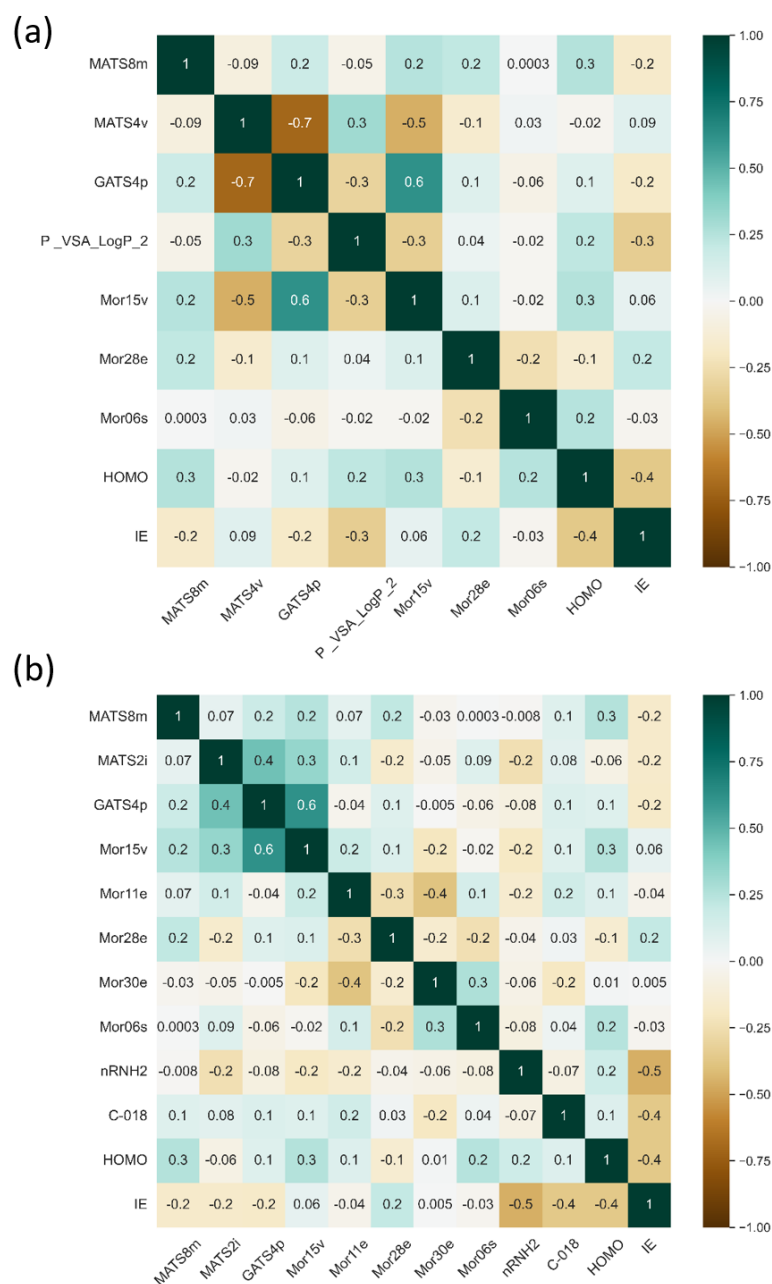 (a)
MATS8m 1 -0.09 0.2 -0.05 0.2 0.2 0.0003 0.3 -0.2
MATS4v -0.09 1 -0.7 0.3 -0.5 -0.1 0.03 -0.02 0.09
GATS4p 0.2 -0.7 1 -0.3 0.6 0.1 -0.06 0.1 -0.2
P_VSA_LogP_2 -0.05 0.3 -0.3 1 -0.3 0.04 -0.02 0.2 -0.3
Mor15v 0.2 -0.5 0.6 -0.3 1 0.1 -0.02 0.3 0.06
Mor28e 0.2 -0.1 0.1 0.04 0.1 1 -0.2 -0.1 0.2
Mor06s 0.0003 0.03 -0.06 -0.02 -0.02 -0.2 1 0.2 -0.03
HOMO 0.3 -0.02 0.1 0.2 0.3 -0.1 0.2 1 -0.4
IE -0.2 0.09 -0.2 -0.3 0.06 0.2 -0.03 -0.4 1
MATS8m MATS4v GATS4p P_VSA_LogP_2 Mor15v Mor28e Mor06s HOMO IE
1.00
0.75
0.50
0.25
0.00
−0.25
−0.50
−0.75
−1.00
(b)
MATS8m 1 0.07 0.2 0.2 0.07 0.2 -0.03 0.0003 -0.008 0.1 0.3 -0.2
MATS2i 0.07 1 0.4 0.3 0.1 -0.2 -0.05 0.09 -0.2 0.08 -0.06 -0.2
GATS4p 0.2 0.4 1 0.6 -0.04 0.1 -0.005 -0.06 -0.08 0.1 0.1 -0.2
Mor15v 0.2 0.3 0.6 1 0.2 0.1 -0.2 -0.02 -0.2 0.1 0.3 0.06
Mor11e 0.07 0.1 -0.04 0.2 1 -0.3 -0.4 0.1 -0.2 0.2 0.1 -0.04
Mor28e 0.2 -0.2 0.1 0.1 -0.3 1 -0.2 -0.2 -0.04 0.03 -0.1 0.2
Mor30e -0.03 -0.05 -0.005 -0.2 -0.4 -0.2 1 0.3 -0.06 -0.2 0.01 0.005
Mor06s 0.0003 0.09 -0.06 -0.02 0.1 -0.2 0.3 1 -0.08 0.04 0.2 -0.03
nRNH2 -0.008 -0.2 -0.08 -0.2 -0.2 -0.04 -0.06 -0.08 1 -0.07 0.2 -0.5
C-018 0.1 0.08 0.1 0.1 0.2 0.03 -0.2 0.04 -0.07 1 0.1 -0.4
HOMO 0.3 -0.06 0.1 0.3 0.1 -0.1 0.01 0.2 0.2 0.1 1 -0.4
IE -0.2 -0.2 -0.2 0.06 -0.04 0.2 0.005 -0.03 -0.5 -0.4 -0.4 1
MATS8m MATS2i GATS4p Mor15v Mor11e Mor28e Mor30e Mor06s nRNH2 C-018 HOMO IE
1.00
0.75
0.50
0.25
0.00
−0.25
−0.50
−0.75
−1.00